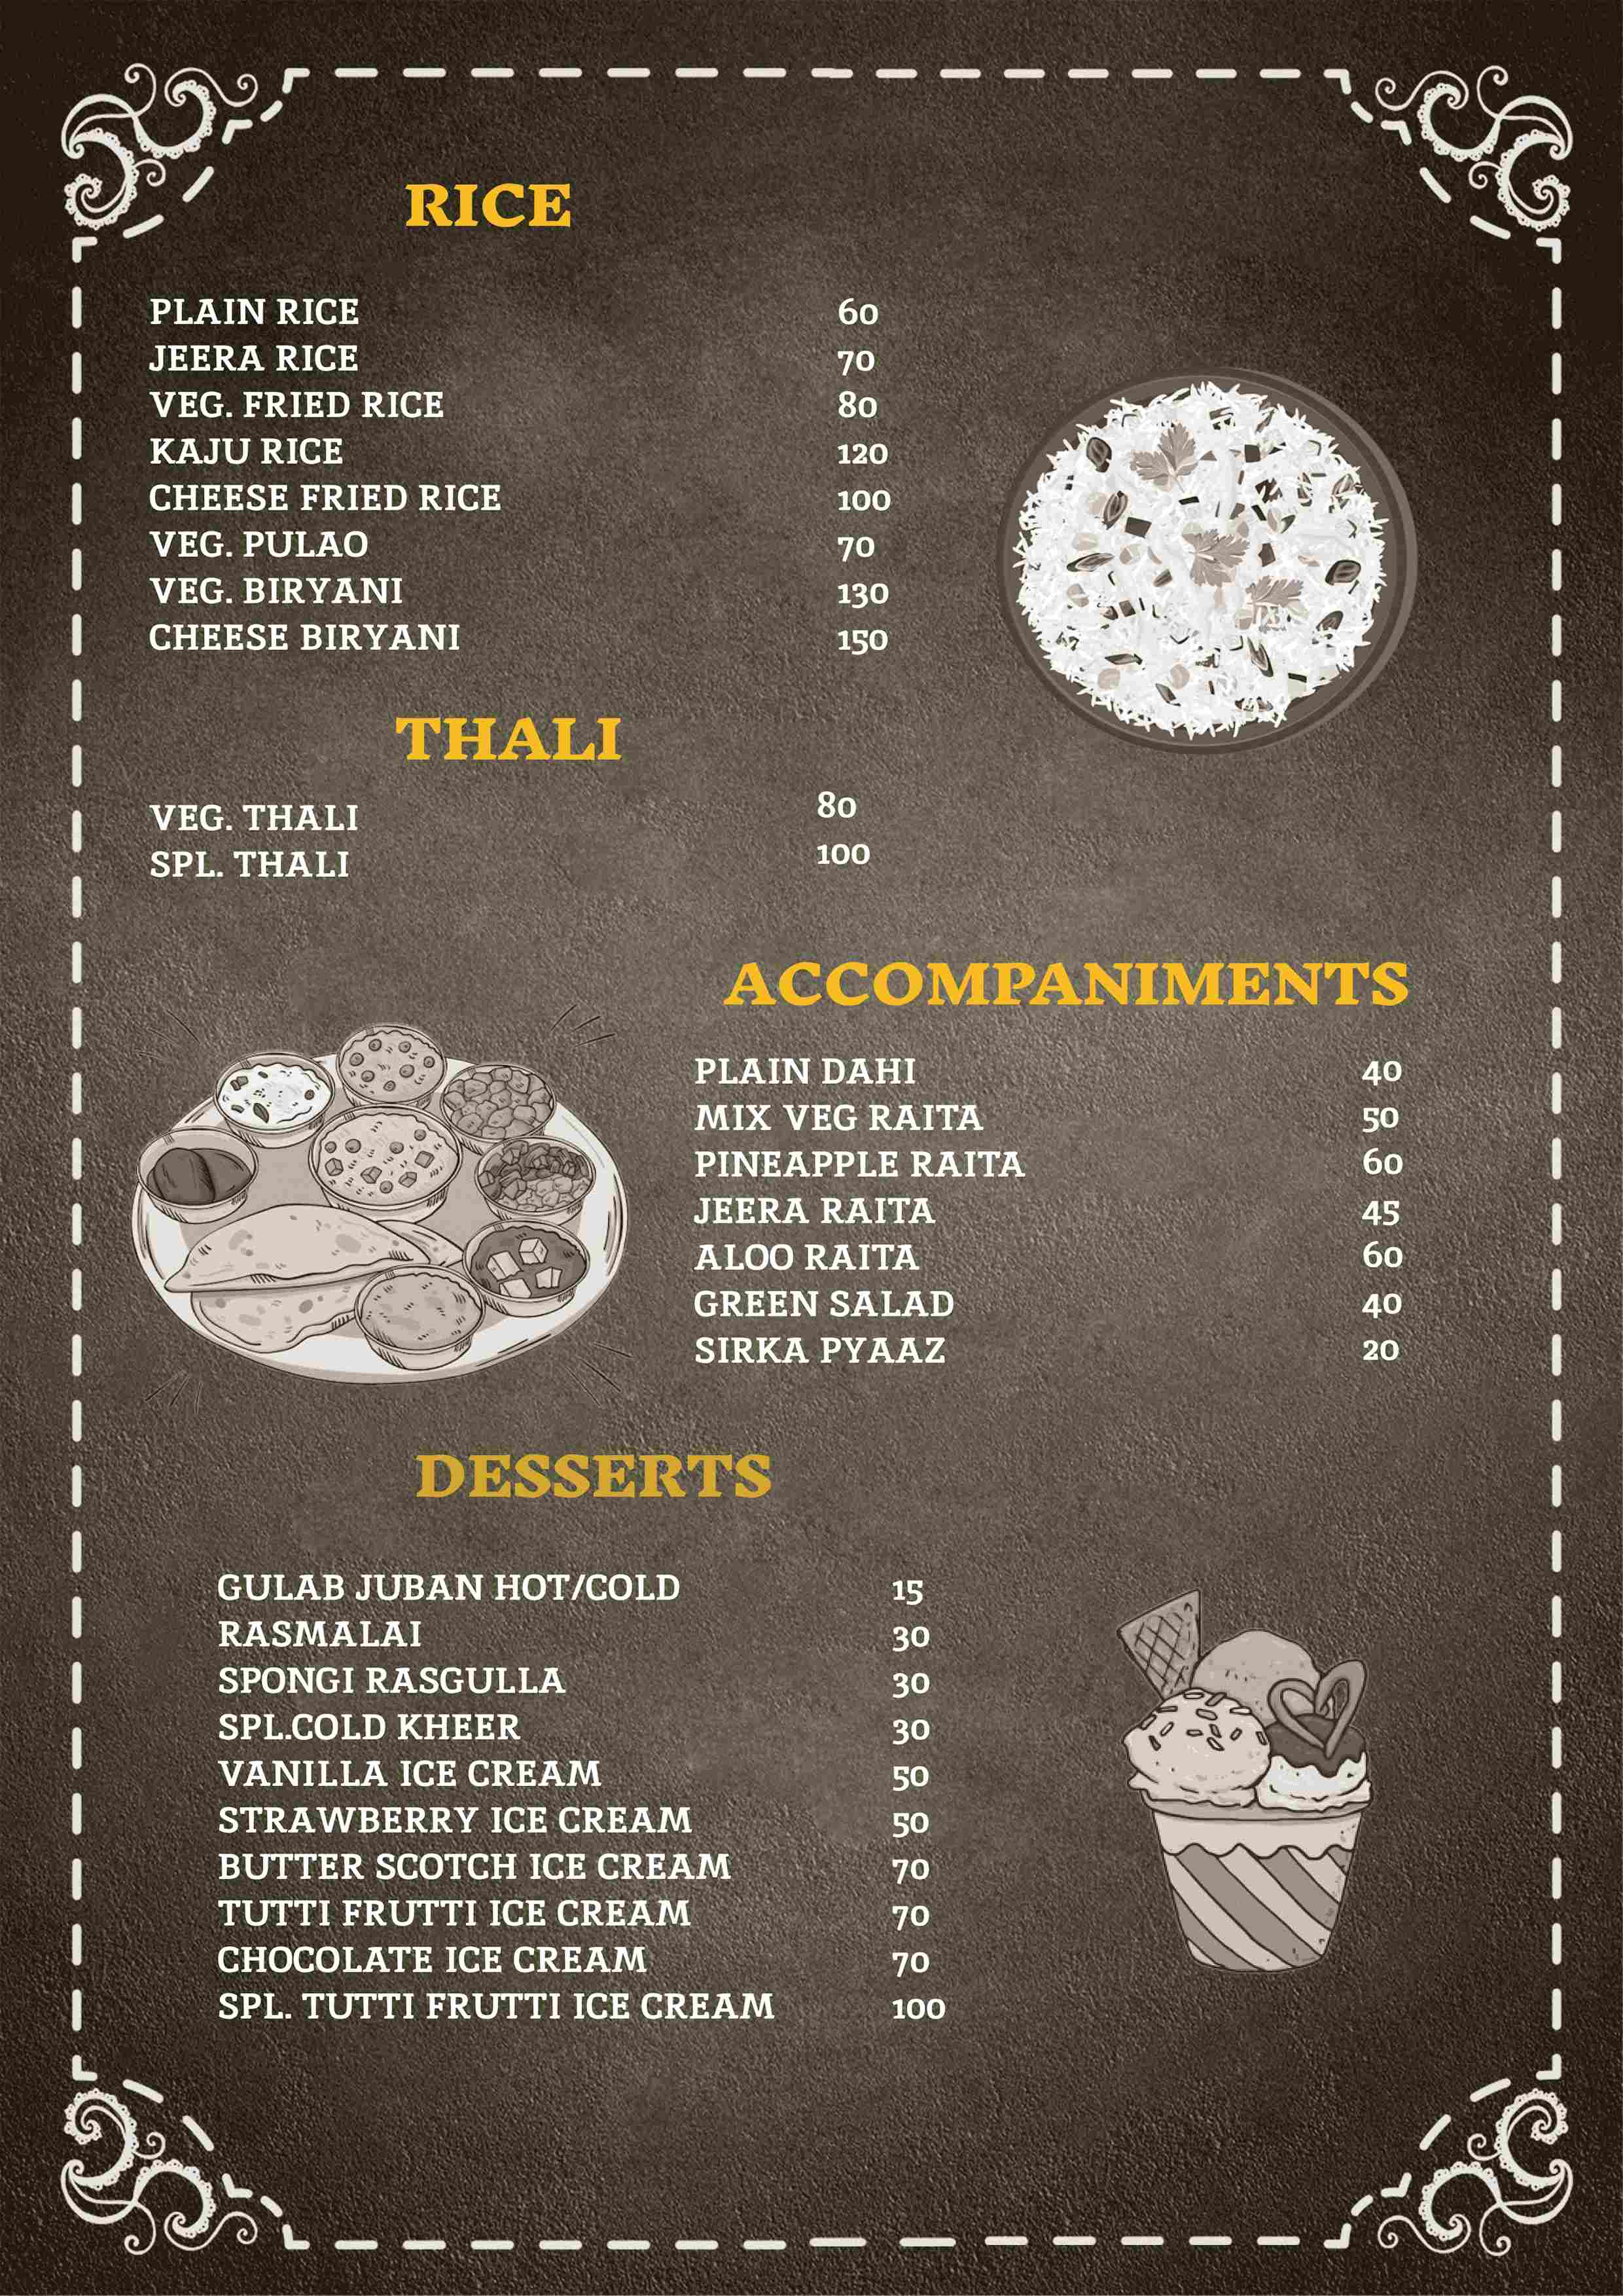 RICE
PLAIN RICE 60
JEERA RICE 70
VEG. FRIED RICE 80
KAJU RICE 120
CHEESE FRIED RICE 100
VEG. PULAO 70
VEG. BIRYANI 130
CHEESE BIRYANI 150
THALI
VEG. THALI 80
SPL. THALI 100
ACCOMPANIMENTS
PLAIN DAHI 40
MIX VEG RAITA 50
PINEAPPLE RAITA 60
JEERA RAITA 45
ALOO RAITA 60
GREEN SALAD 40
SIRKA PYAAZ 20
DESSERTS
GULAB JUBAN HOT/COLD 15
RASMALAI 30
SPONGI RASGULLA 30
SPL.COLD KHEER 30
VANILLA ICE CREAM 50
STRAWBERRY ICE CREAM 50
BUTTER SCOTCH ICE CREAM 70
TUTTI FRUTTI ICE CREAM 70
CHOCOLATE ICE CREAM 70
SPL. TUTTI FRUTTI ICE CREAM 100